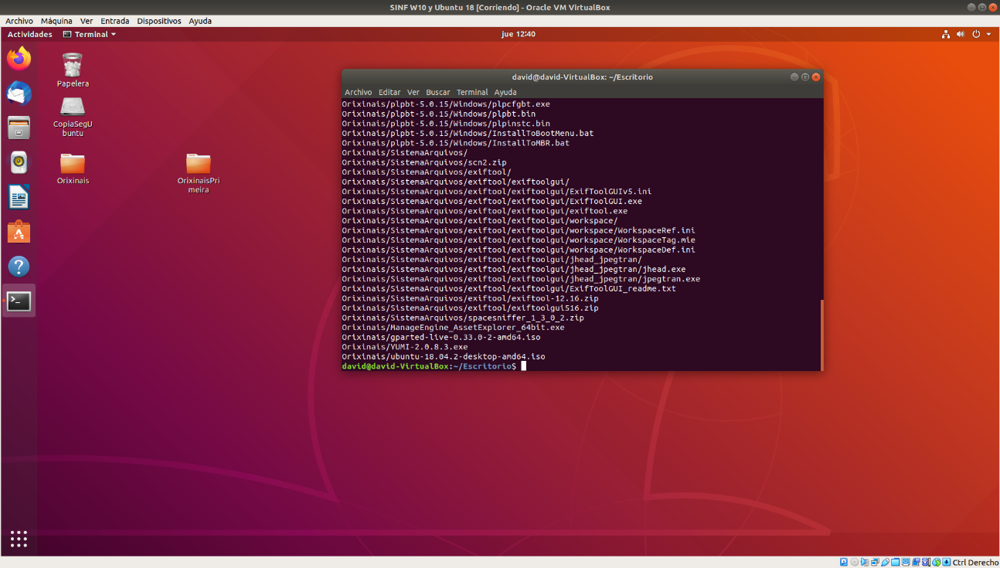 SINF W10 y Ubuntu 18 [Corriendo] - Oracle VM VirtualBox
Archivo Máquina Ver Entrada Dispositivos Ayuda
Actividades Terminal jue 12:40
Papelera
CopiaSegU
buntu
Orixinais
OrixinaisPri
meira
david@david-VirtualBox: ~/Escritorio
Archivo Editar Ver Buscar Terminal Ayuda
Orixinais/plpbt-5.0.15/Windows/plpcfgbt.exe
Orixinais/plpbt-5.0.15/Windows/plpbt.bin
Orixinais/plpbt-5.0.15/Windows/plpinstc.bin
Orixinais/plpbt-5.0.15/Windows/InstallToBootMenu.bat
Orixinais/plpbt-5.0.15/Windows/InstallToMBR.bat
Orixinais/SistemaArquivos/
Orixinais/SistemaArquivos/scn2.zip
Orixinais/SistemaArquivos/exiftool/
Orixinais/SistemaArquivos/exiftool/exiftoolgui/
Orixinais/SistemaArquivos/exiftool/exiftoolgui/ExifToolGUIv5.ini
Orixinais/SistemaArquivos/exiftool/exiftoolgui/ExifToolGUI.exe
Orixinais/SistemaArquivos/exiftool/exiftoolgui/exiftool.exe
Orixinais/SistemaArquivos/exiftool/exiftoolgui/workspace/
Orixinais/SistemaArquivos/exiftool/exiftoolgui/workspace/WorkspaceRef.ini
Orixinais/SistemaArquivos/exiftool/exiftoolgui/workspace/WorkspaceTag.mie
Orixinais/SistemaArquivos/exiftool/exiftoolgui/workspace/WorkspaceDef.ini
Orixinais/SistemaArquivos/exiftool/exiftoolgui/jhead_jpegtran/
Orixinais/SistemaArquivos/exiftool/exiftoolgui/jhead_jpegtran/jhead.exe
Orixinais/SistemaArquivos/exiftool/exiftoolgui/jhead_jpegtran/jpegtran.exe
Orixinais/SistemaArquivos/exiftool/exiftoolgui/ExifToolGUI_readme.txt
Orixinais/SistemaArquivos/exiftool/exiftool-12.16.zip
Orixinais/SistemaArquivos/exiftool/exiftoolgui516.zip
Orixinais/SistemaArquivos/spacesniffer_1_3_0_2.zip
Orixinais/ManageEngine_AssetExplorer_64bit.exe
Orixinais/gparted-live-0.33.0-2-amd64.iso
Orixinais/YUMI-2.0.8.3.exe
Orixinais/ubuntu-18.04.2-desktop-amd64.iso
david@david-VirtualBox:~/Escritorio$
Ctrl Derecho